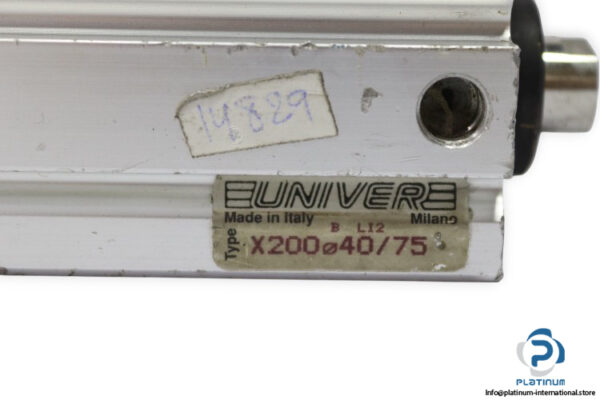 14829
UNIVER
Made in Italy Milano
B LI2
Type X200ø40/75
PLATINUM
Info@platinum-international.store